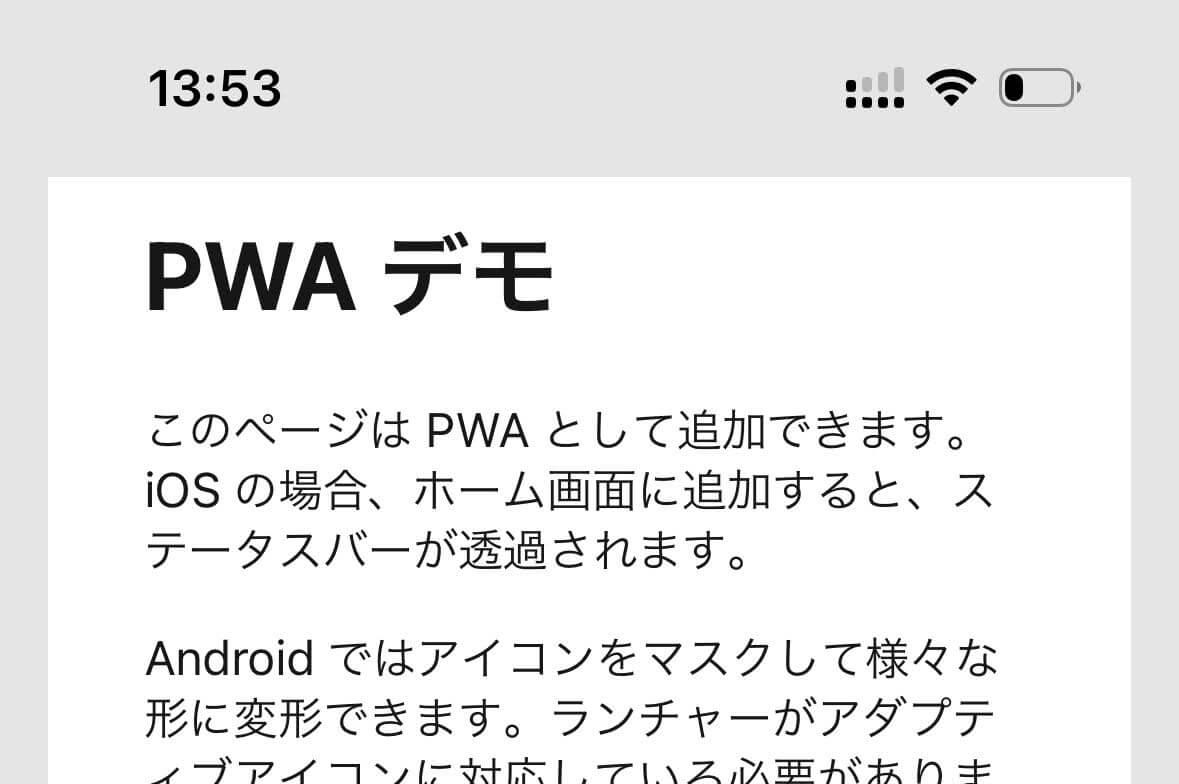 13:53
PWA デモ
このページは PWA として追加できます。
iOS の場合、ホーム画面に追加すると、ス
テータスバーが透過されます。
Android ではアイコンをマスクして様々な
形に変形できます。ランチャーがアダプテ
ィブアイコンに対応している必要がありま